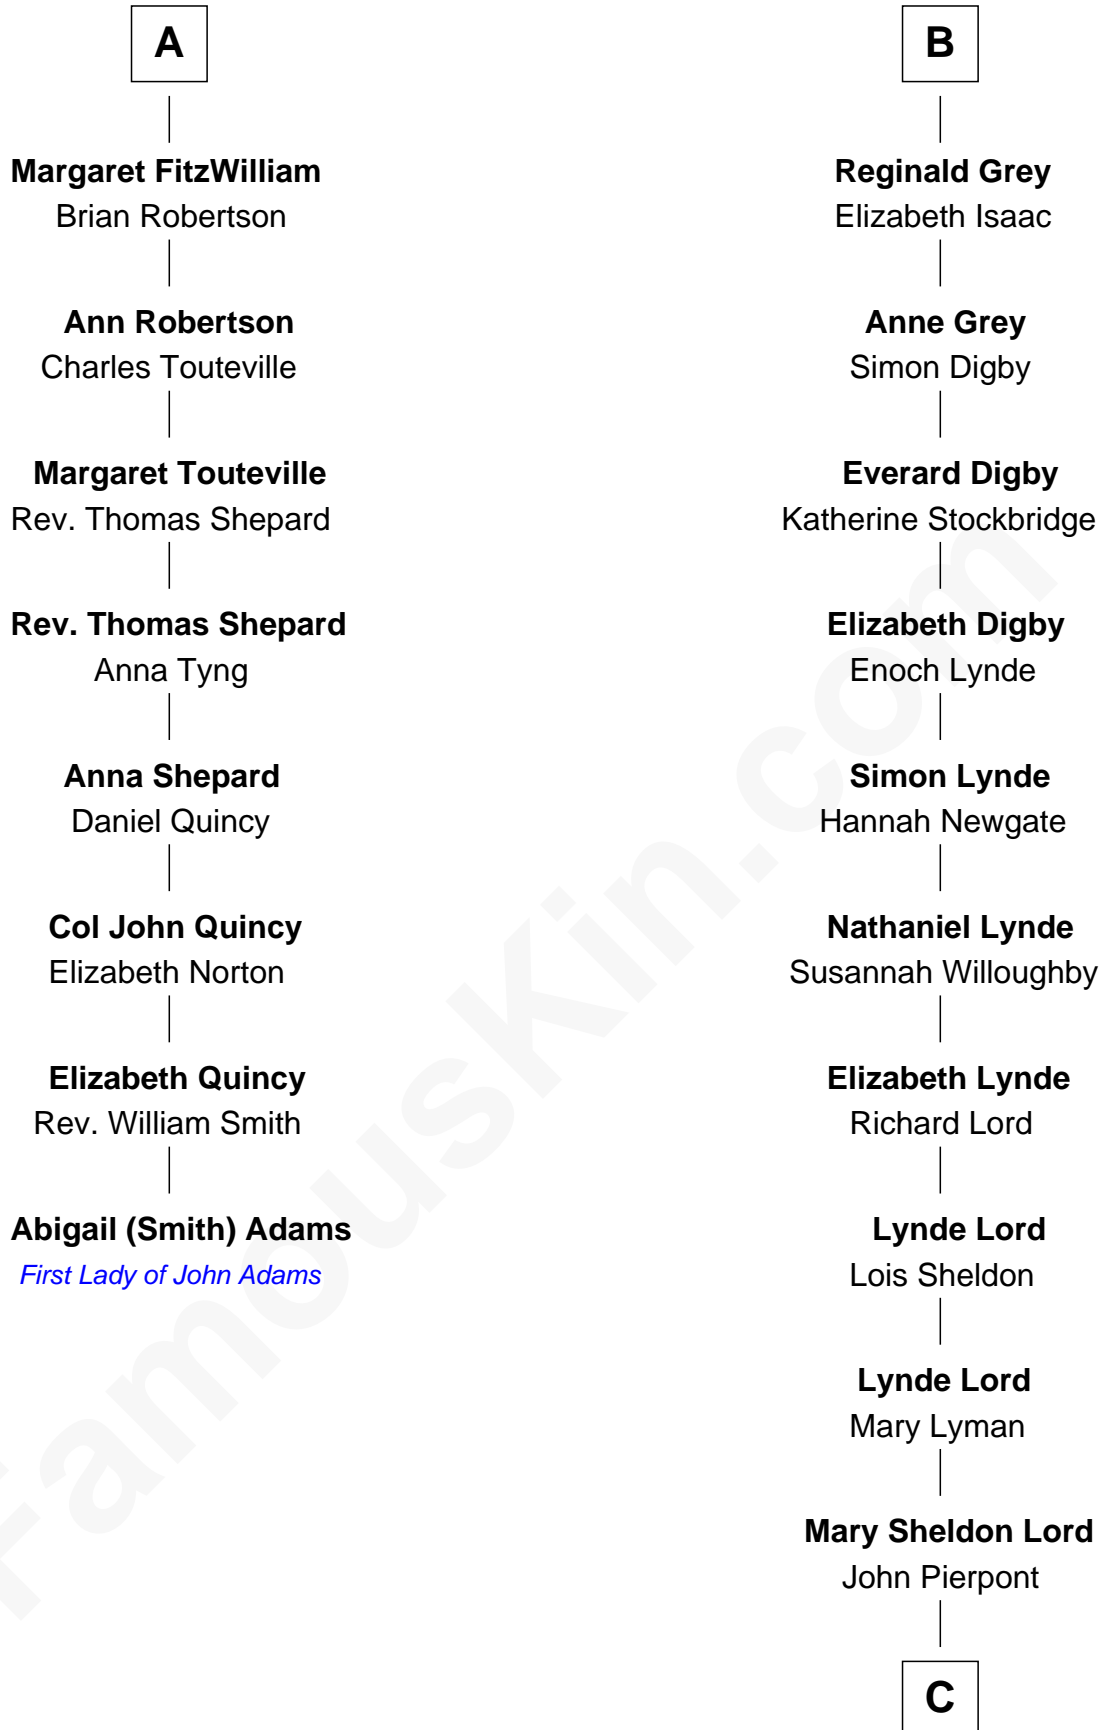 A
Margaret FitzWilliam
Brian Robertson
Ann Robertson
Charles Touteville
Margaret Touteville
Rev. Thomas Shepard
Rev. Thomas Shepard
Anna Tyng
Anna Shepard
Daniel Quincy
Col John Quincy
Elizabeth Norton
Elizabeth Quincy
Rev. William Smith
Abigail (Smith) Adams
First Lady of John Adams
B
Reginald Grey
Elizabeth Isaac
Anne Grey
Simon Digby
Everard Digby
Katherine Stockbridge
Elizabeth Digby
Enoch Lynde
Simon Lynde
Hannah Newgate
Nathaniel Lynde
Susannah Willoughby
Elizabeth Lynde
Richard Lord
Lynde Lord
Lois Sheldon
Lynde Lord
Mary Lyman
Mary Sheldon Lord
John Pierpont
C
FamousKin.com